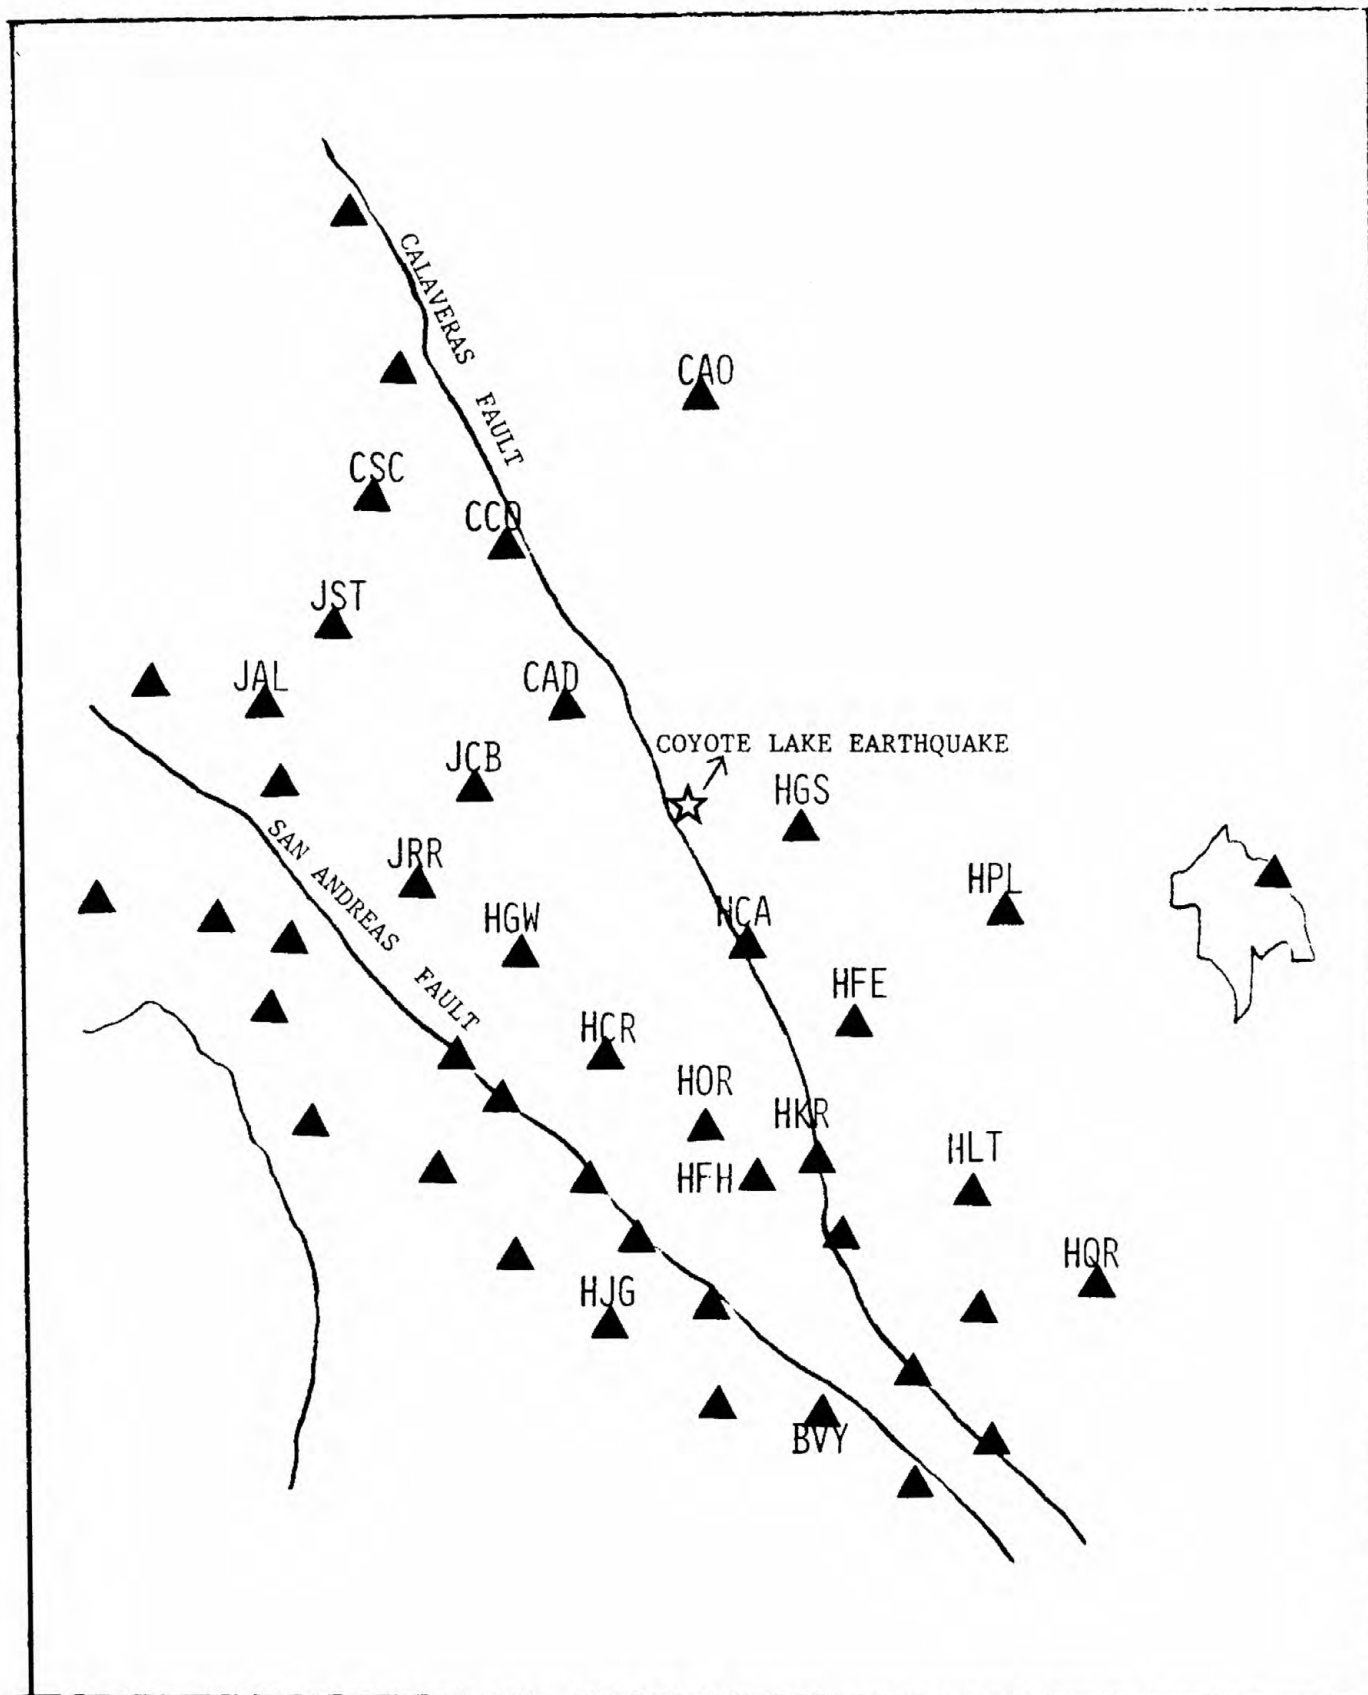 CALAVERAS FAULT
CAO
CSC
CCO
JST
JAL
CAD
COYOTE LAKE EARTHQUAKE
JCB
HGS
SAN ANDREAS FAULT
JRR
HPL
HGW
HCA
HFE
HCR
HOR
HKR
HLT
HFH
HQR
HJG
BVY